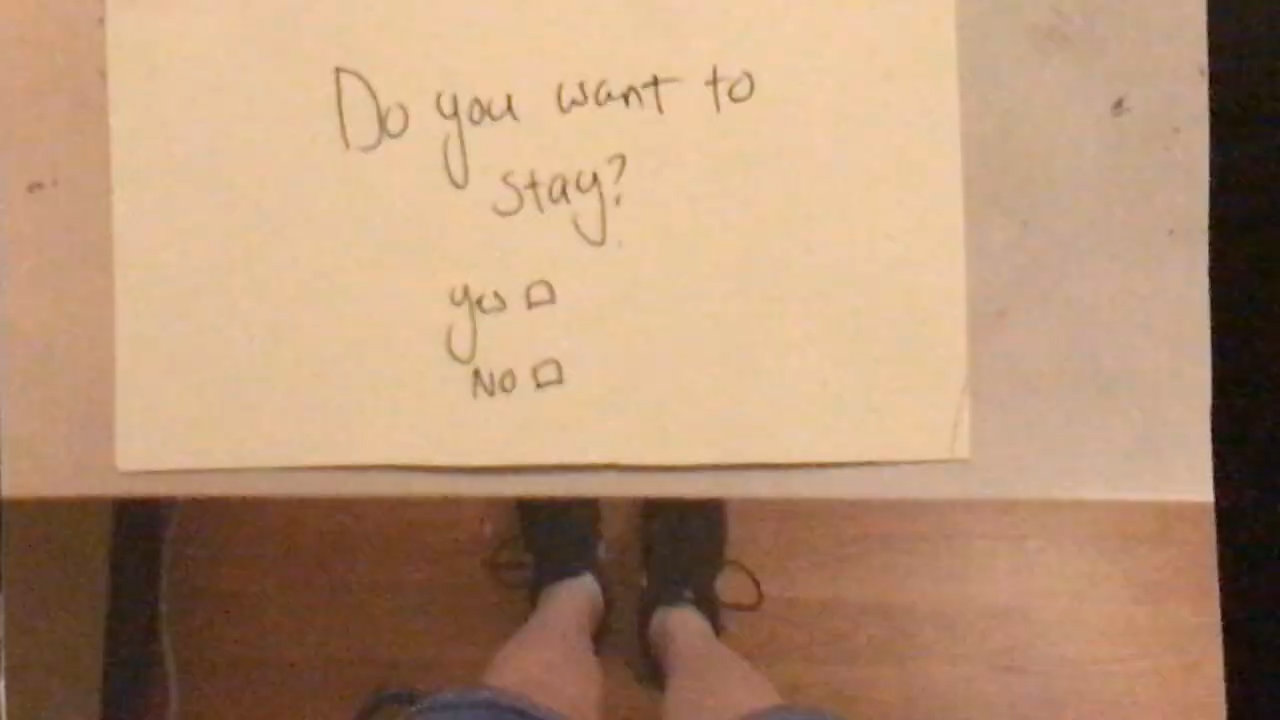 Do you want to
stay?
yes □
NO □